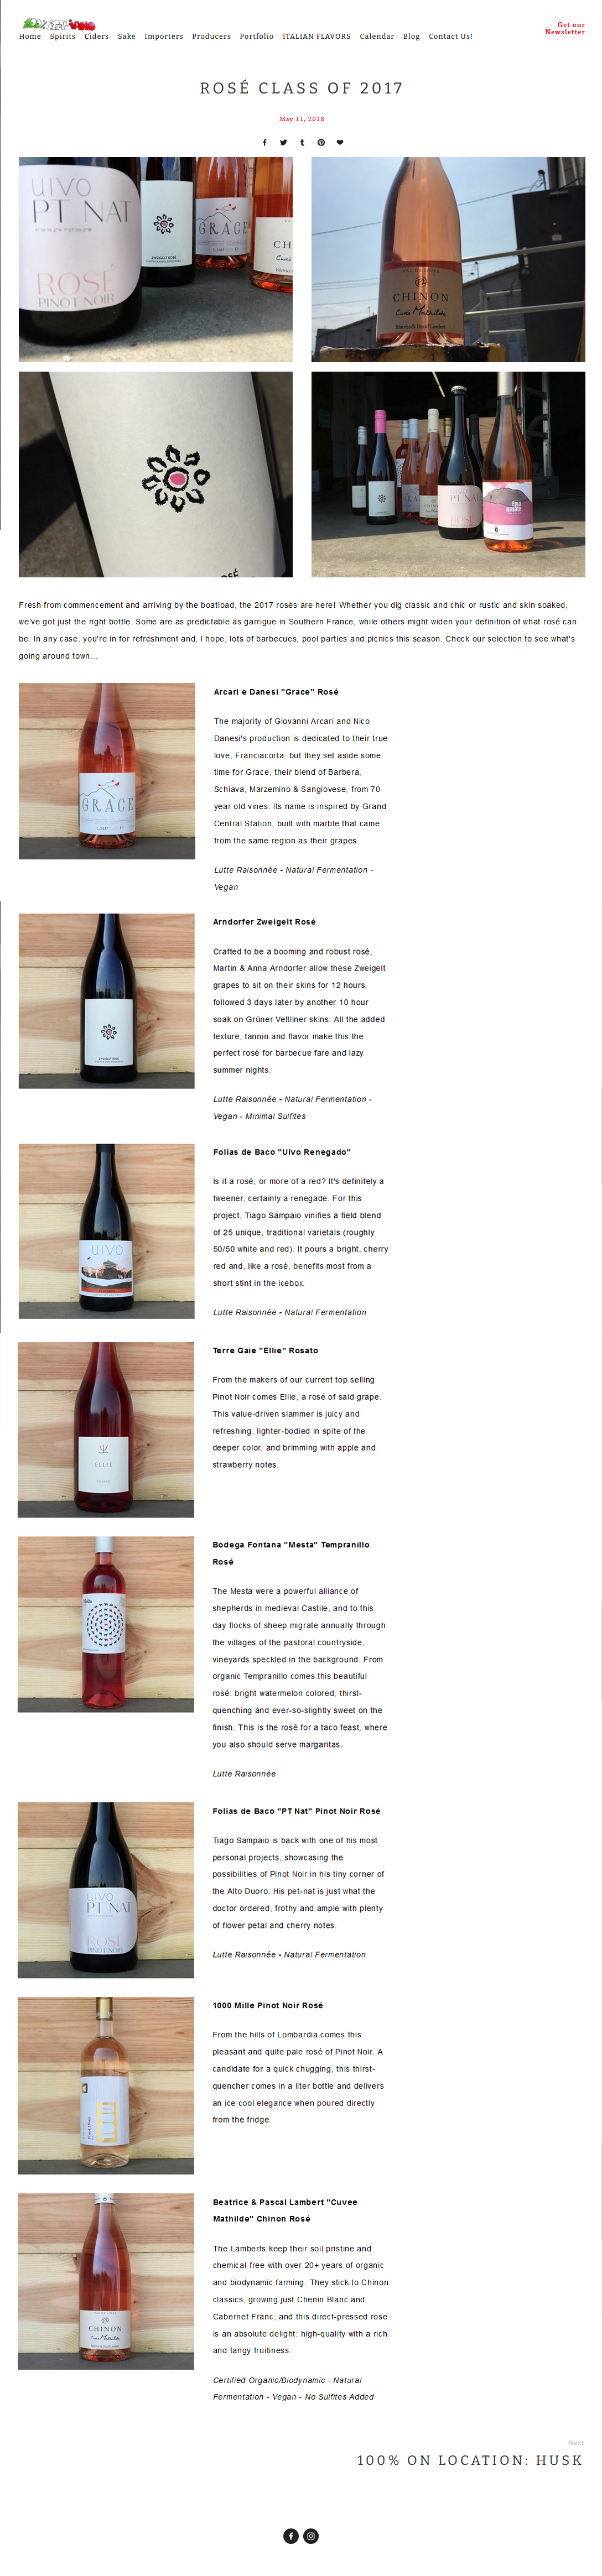 Home Spirits Ciders Sake Importers Producers Portfolio ITALIAN FLAVORS Calendar Blog Contact Us!
Get our
Newsletter
ROSÉ CLASS OF 2017
May 11, 2018
UIVO
PT NAT
ROSÉ
PINOT NOIR
ZWEIGELT ROSÉ
GRACE
CHINON
Cuvée Mathilde
Béatrice & Pascal Lambert
Fresh from commencement and arriving by the boatload, the 2017 rosés are here! Whether you dig classic and chic or rustic and skin soaked,
we've got just the right bottle. Some are as predictable as garrigue in Southern France, while others might widen your definition of what rosé can
be. In any case, you're in for refreshment and, I hope, lots of barbecues, pool parties and picnics this season. Check our selection to see what's
going around town...
GRACE
Arcari e Danesi "Grace" Rosé
The majority of Giovanni Arcari and Nico
Danesi's production is dedicated to their true
love, Franciacorta, but they set aside some
time for Grace, their blend of Barbera,
Schiava, Marzemino & Sangiovese, from 70
year old vines. Its name is inspired by Grand
Central Station, built with marble that came
from the same region as their grapes.
Lutte Raisonnée - Natural Fermentation -
Vegan
Arndorfer Zweigelt Rosé
Crafted to be a booming and robust rosé,
Martin & Anna Arndorfer allow these Zweigelt
grapes to sit on their skins for 12 hours,
followed 3 days later by another 10 hour
soak on Grüner Veltliner skins. All the added
texture, tannin and flavor make this the
perfect rosé for barbecue fare and lazy
summer nights.
Lutte Raisonnée - Natural Fermentation -
Vegan - Minimal Sulfites
UIVO
Folias de Baco "Uivo Renegado"
Is it a rosé, or more of a red? It's definitely a
tweener, certainly a renegade. For this
project, Tiago Sampaio vinifies a field blend
of 25 unique, traditional varietals (roughly
50/50 white and red). It pours a bright, cherry
red and, like a rosé, benefits most from a
short stint in the icebox.
Lutte Raisonnée - Natural Fermentation
ELLIE
Terre Gaie "Ellie" Rosato
From the makers of our current top selling
Pinot Noir comes Ellie, a rosé of said grape.
This value-driven slammer is juicy and
refreshing, lighter-bodied in spite of the
deeper color, and brimming with apple and
strawberry notes.
Bodega Fontana "Mesta" Tempranillo
Rosé
The Mesta were a powerful alliance of
shepherds in medieval Castile, and to this
day flocks of sheep migrate annually through
the villages of the pastoral countryside,
vineyards speckled in the background. From
organic Tempranillo comes this beautiful
rosé: bright watermelon colored, thirst-
quenching and ever-so-slightly sweet on the
finish. This is the rosé for a taco feast, where
you also should serve margaritas.
Lutte Raisonnée
UIVO
PT NAT
ROSÉ
PINOT NOIR
Folias de Baco "PT Nat" Pinot Noir Rosé
Tiago Sampaio is back with one of his most
personal projects, showcasing the
possibilities of Pinot Noir in his tiny corner of
the Alto Duoro. His pet-nat is just what the
doctor ordered, frothy and ample with plenty
of flower petal and cherry notes.
Lutte Raisonnée - Natural Fermentation
1000 Mille Pinot Noir Rosé
From the hills of Lombardia comes this
pleasant and quite pale rosé of Pinot Noir. A
candidate for a quick chugging, this thirst-
quencher comes in a liter bottle and delivers
an ice cool elegance when poured directly
from the fridge.
CHINON
Beatrice & Pascal Lambert "Cuvee
Mathilde" Chinon Rosé
The Lamberts keep their soil pristine and
chemical-free with over 20+ years of organic
and biodynamic farming. They stick to Chinon
classics, growing just Chenin Blanc and
Cabernet Franc, and this direct-pressed rose
is an absolute delight: high-quality with a rich
and tangy fruitiness.
Certified Organic/Biodynamic - Natural
Fermentation - Vegan - No Sulfites Added
Next
100% ON LOCATION: HUSK